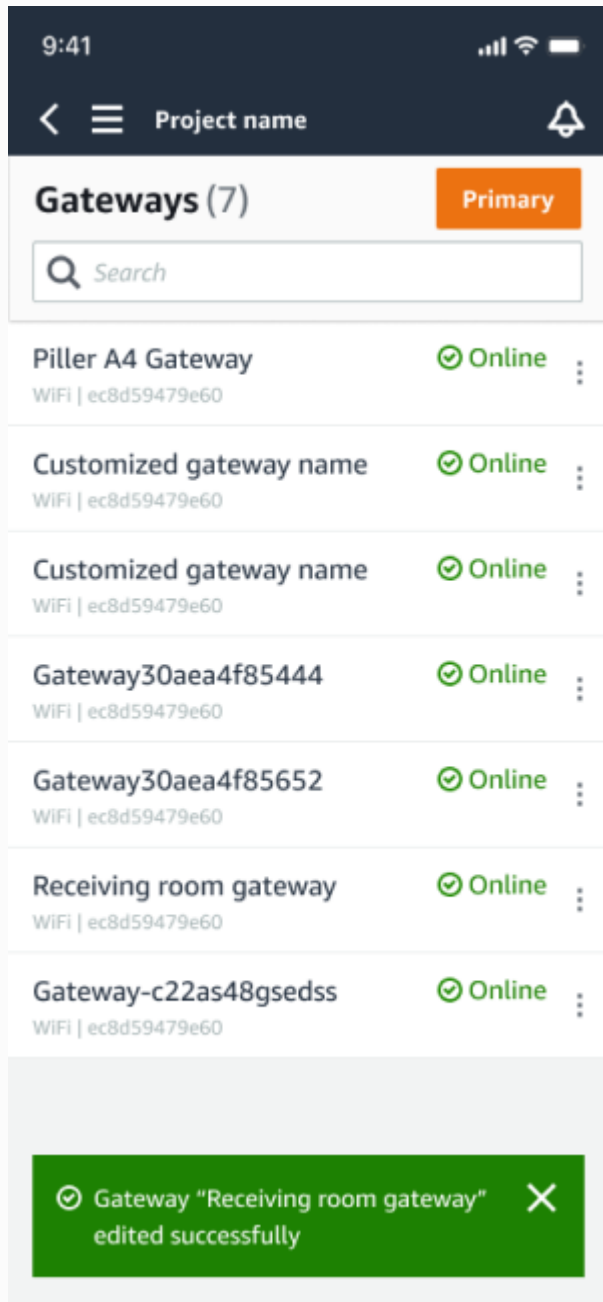 9:41
Project name
Gateways (7)
Primary
Search
Piller A4 Gateway
Online
WiFi | ec8d59479e60
Customized gateway name
Online
WiFi | ec8d59479e60
Customized gateway name
Online
WiFi | ec8d59479e60
Gateway30aea4f85444
Online
WiFi | ec8d59479e60
Gateway30aea4f85652
Online
WiFi | ec8d59479e60
Receiving room gateway
Online
WiFi | ec8d59479e60
Gateway-c22as48gsedss
Online
WiFi | ec8d59479e60
Gateway “Receiving room gateway”
edited successfully